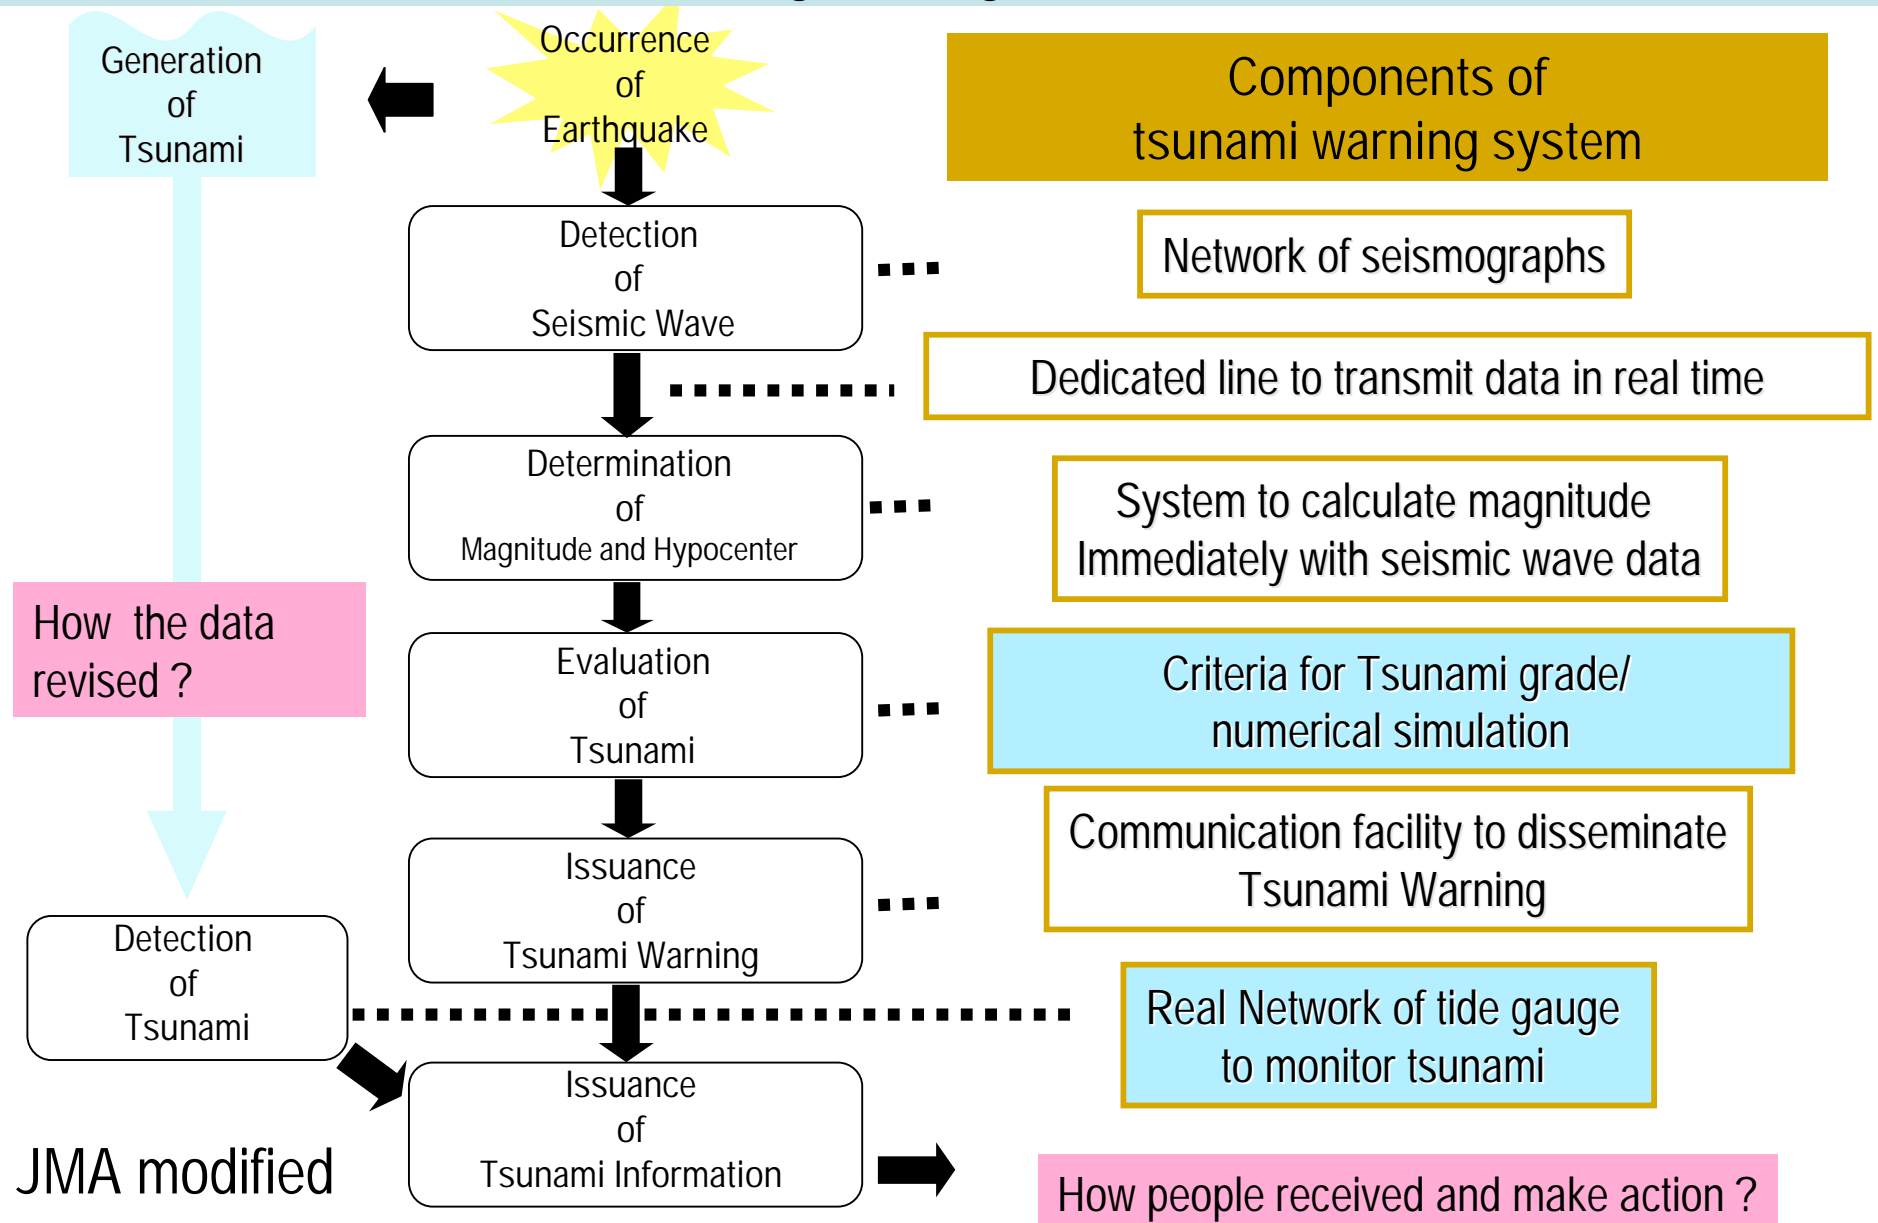 Generation
of
Tsunami
Occurrence
of
Earthquake
Components of
tsunami warning system
Detection
of
Seismic Wave
Network of seismographs
Dedicated line to transmit data in real time
Determination
of
Magnitude and Hypocenter
System to calculate magnitude
Immediately with seismic wave data
How the data
revised ?
Evaluation
of
Tsunami
Criteria for Tsunami grade/
numerical simulation
Issuance
of
Tsunami Warning
Communication facility to disseminate
Tsunami Warning
Detection
of
Tsunami
Real Network of tide gauge
to monitor tsunami
Issuance
of
Tsunami Information
JMA modified
How people received and make action ?